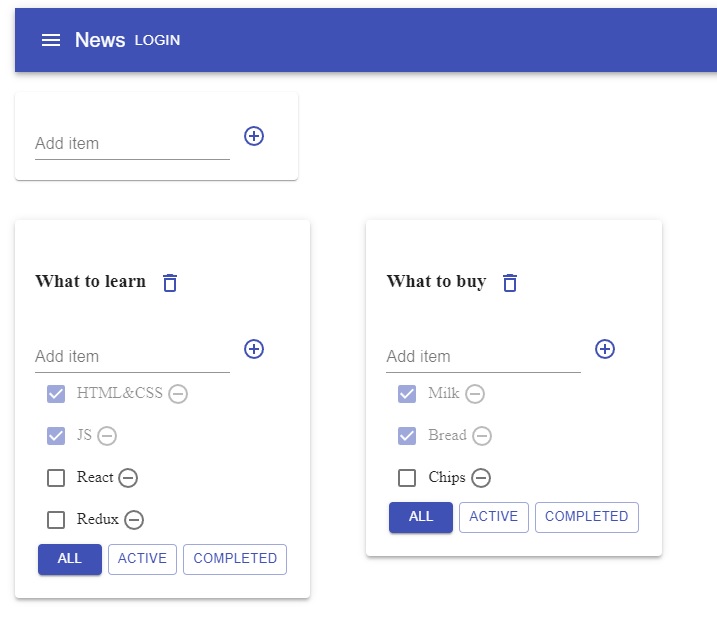 News LOGIN
Add item
What to learn
Add item
HTML&CSS
JS
React
Redux
ALL ACTIVE COMPLETED
What to buy
Add item
Milk
Bread
Chips
ALL ACTIVE COMPLETED